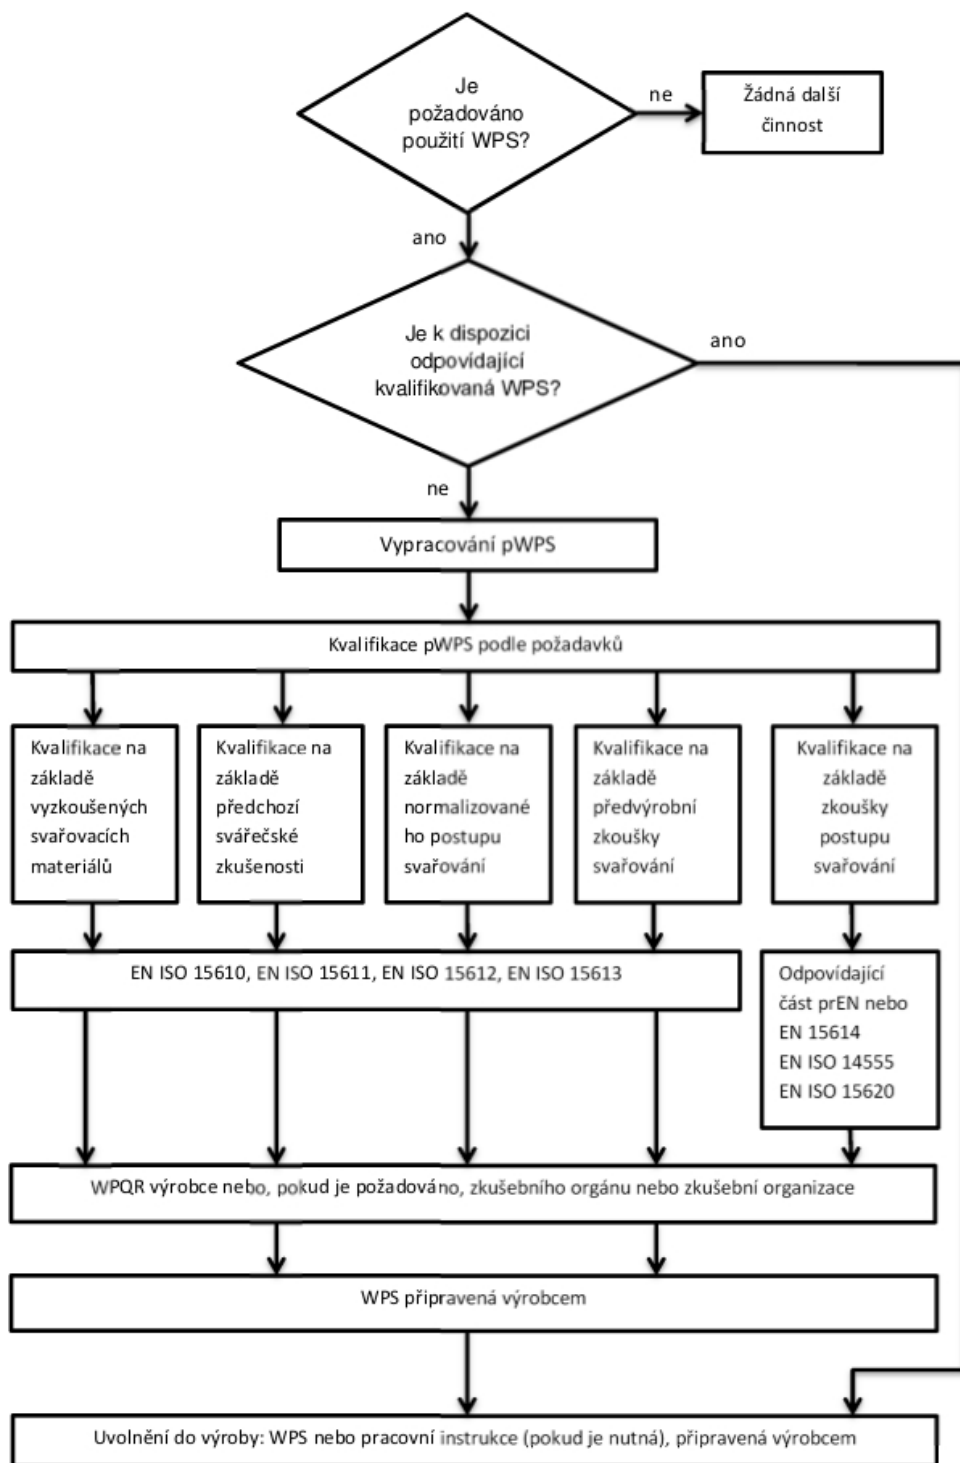 Je
požadováno
použití WPS?
ne
Žádná další
činnost
ano
Je k dispozici
odpovídající
kvalifikovaná WPS?
ano
ne
Vypracování pWPS
Kvalifikace pWPS podle požadavků
Kvalifikace na
základě
vyzkoušených
svařovacích
materiálů
Kvalifikace na
základě
předchozí
svářečské
zkušenosti
Kvalifikace na
základě
normalizované
ho postupu
svařování
Kvalifikace na
základě
předvýrobní
zkoušky
svařování
Kvalifikace na
základě
zkoušky
postupu
svařování
EN ISO 15610, EN ISO 15611, EN ISO 15612, EN ISO 15613
Odpovídající
část prEN nebo
EN 15614
EN ISO 14555
EN ISO 15620
WPQR výrobce nebo, pokud je požadováno, zkušebního orgánu nebo zkušební organizace
WPS připravená výrobcem
Uvolnění do výroby: WPS nebo pracovní instrukce (pokud je nutná), připravená výrobcem